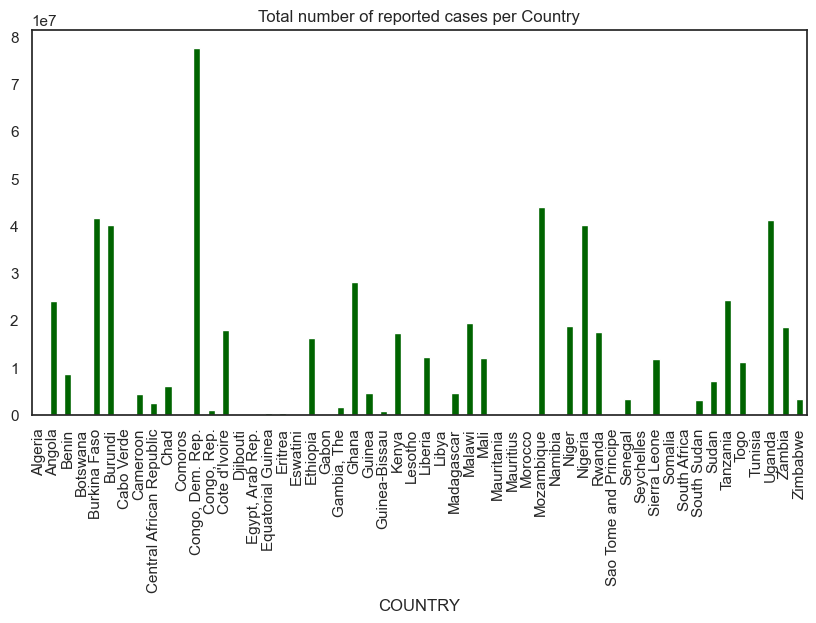 Total number of reported cases per Country
1e7
8
7
6
5
4
3
2
1
0
Algeria
Angola
Benin
Botswana
Burkina Faso
Burundi
Cabo Verde
Cameroon
Central African Republic
Chad
Comoros
Congo, Dem. Rep.
Congo, Rep.
Cote d'Ivoire
Djibouti
Egypt, Arab Rep.
Equatorial Guinea
Eritrea
Eswatini
Ethiopia
Gabon
Gambia, The
Ghana
Guinea
Guinea-Bissau
Kenya
Lesotho
Liberia
Libya
Madagascar
Malawi
Mali
Mauritania
Mauritius
Morocco
Mozambique
Namibia
Niger
Nigeria
Rwanda
Sao Tome and Principe
Senegal
Seychelles
Sierra Leone
Somalia
South Africa
South Sudan
Sudan
Tanzania
Togo
Tunisia
Uganda
Zambia
Zimbabwe
COUNTRY